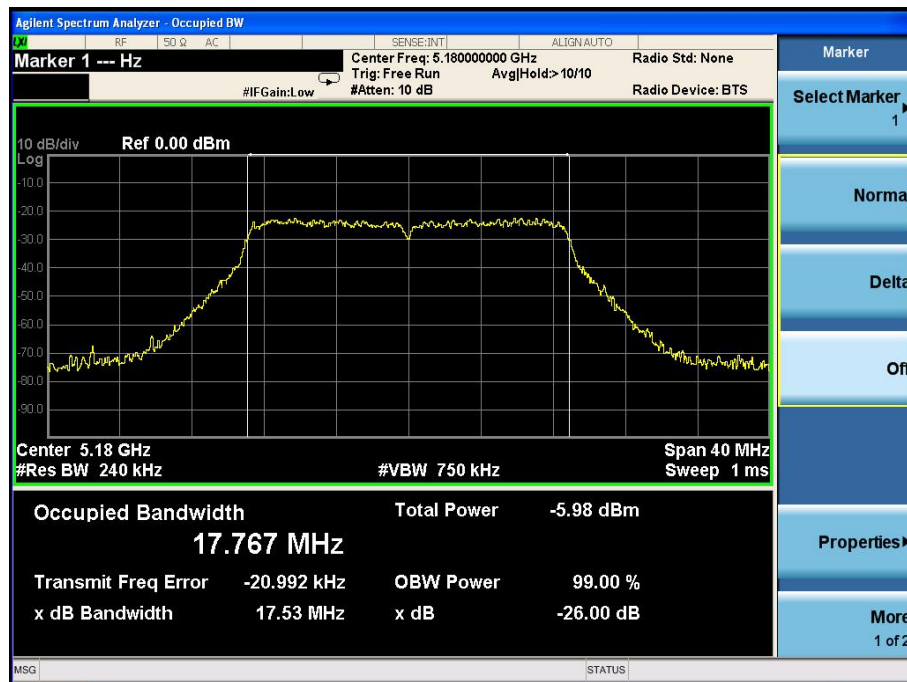 Agilent Spectrum Analyzer - Occupied BW
LXI RF 50 Ω AC SENSE:INT ALIGN AUTO
Marker 1 --- Hz
Center Freq: 5.180000000 GHz
Radio Std: None
Trig: Free Run
Avg|Hold:>10/10
#IFGain:Low
#Atten: 10 dB
Radio Device: BTS
10 dB/div
Ref 0.00 dBm
Log
-10.0
-20.0
-30.0
-40.0
-50.0
-60.0
-70.0
-80.0
-90.0
Center 5.18 GHz
Span 40 MHz
#Res BW 240 kHz
#VBW 750 kHz
Sweep 1 ms
Occupied Bandwidth
17.767 MHz
Total Power
-5.98 dBm
Transmit Freq Error
-20.992 kHz
OBW Power
99.00 %
x dB Bandwidth
17.53 MHz
x dB
-26.00 dB
MSG
STATUS
Marker
Select Marker
1
Norma
Delta
Of
Properties
More
1 of 2